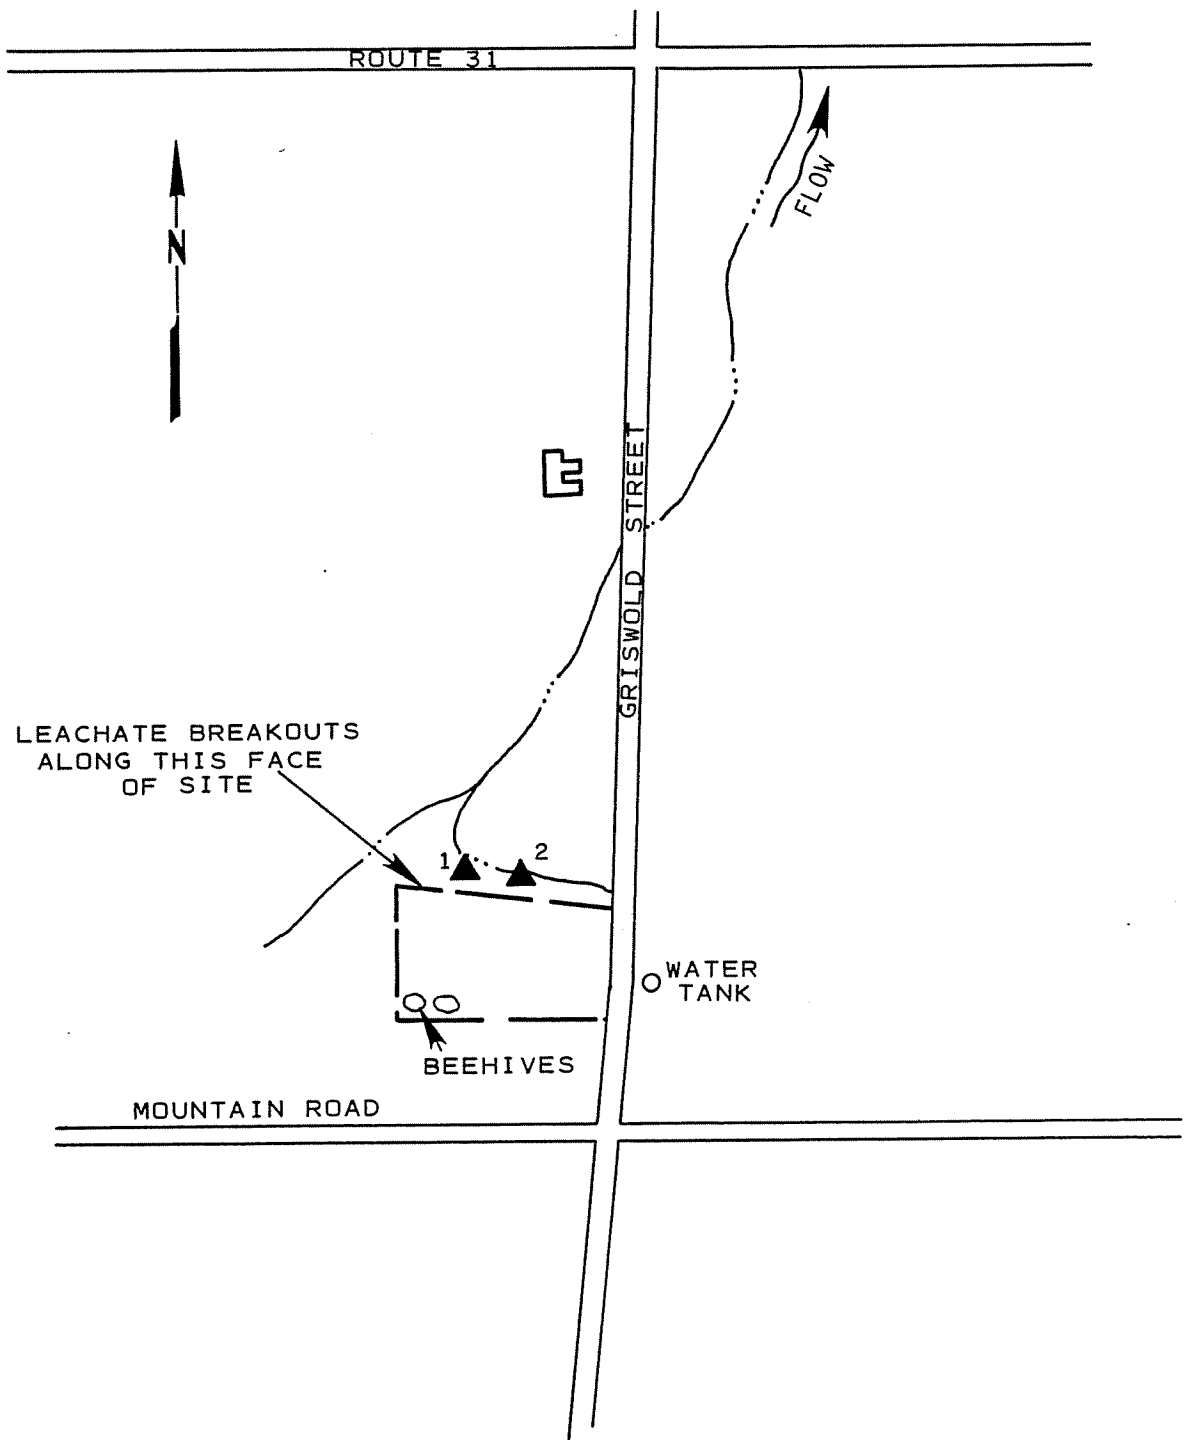 ROUTE 31
N
FLOW
GRISWOLD STREET
LEACHATE BREAKOUTS
ALONG THIS FACE
OF SITE
1
2
WATER
TANK
BEEHIVES
MOUNTAIN ROAD